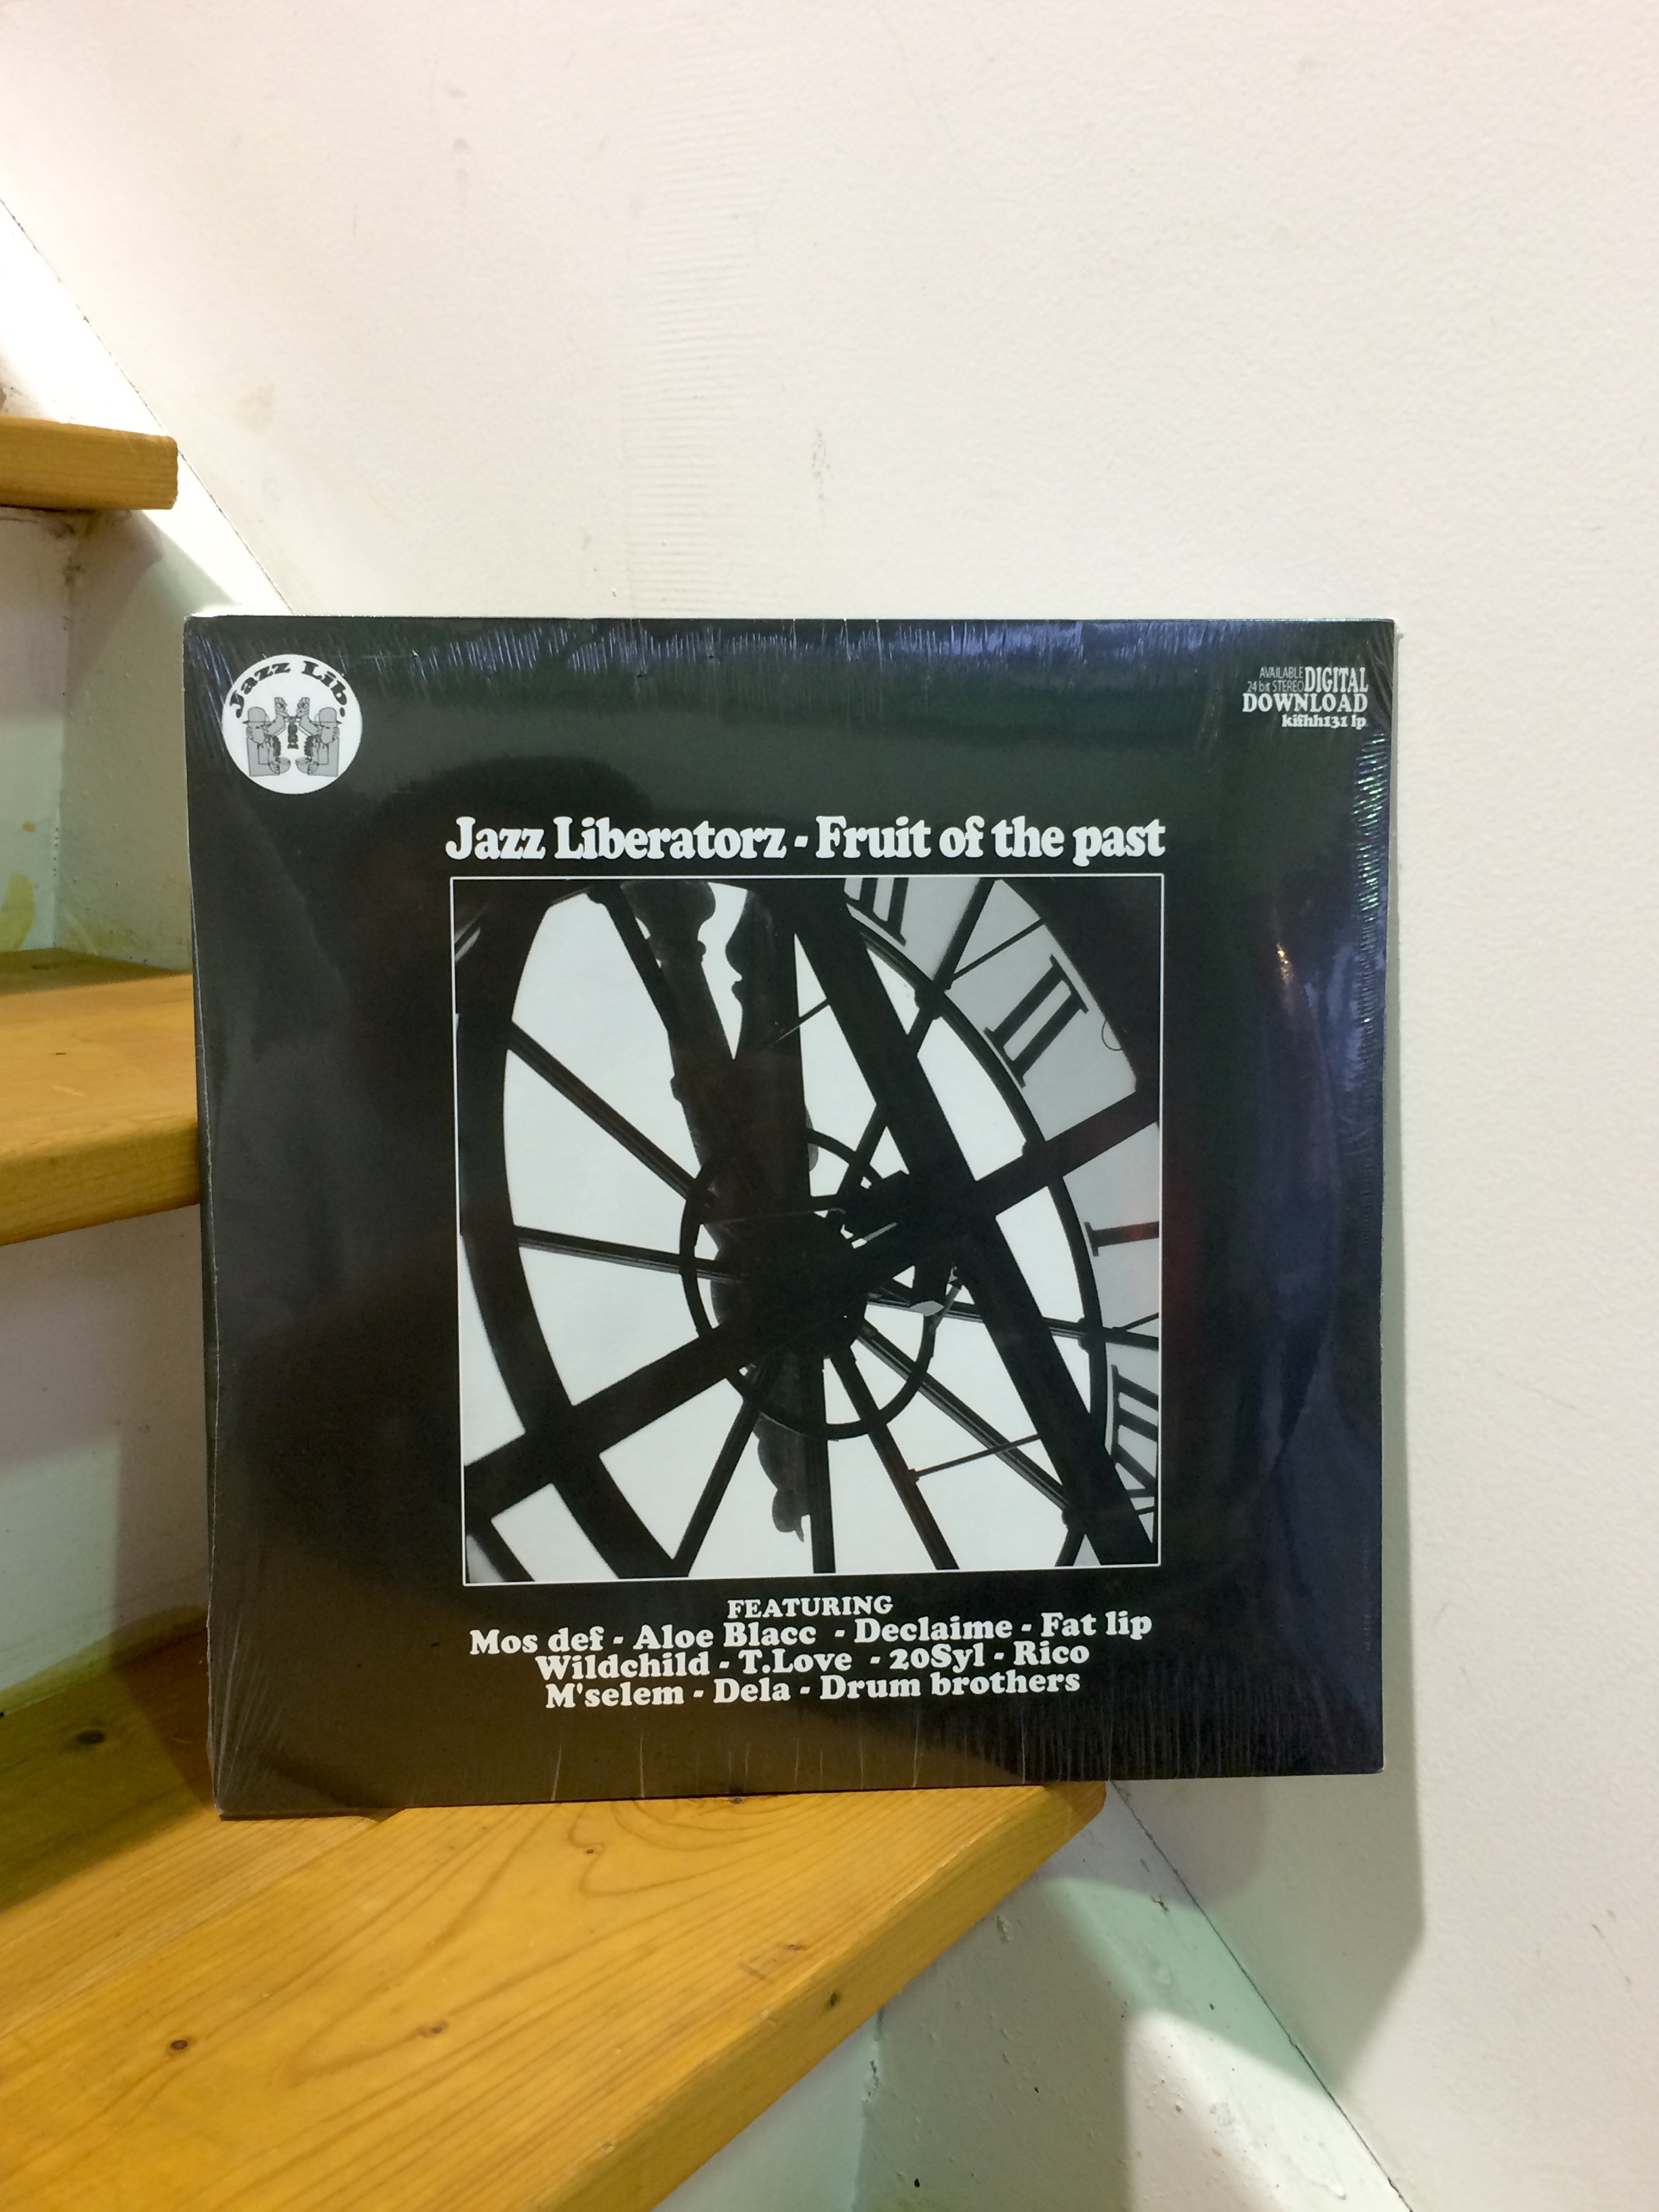 Jazz Lib.
AVAILABLE DIGITAL
24 bit STEREO
DOWNLOAD
kifhh131 lp
Jazz Liberatorz - Fruit of the past
II
I
FEATURING
Mos def - Aloe Blacc - Declaime - Fat lip
Wildchild - T.Love - 20Syl - Rico
M'selem - Dela - Drum brothers